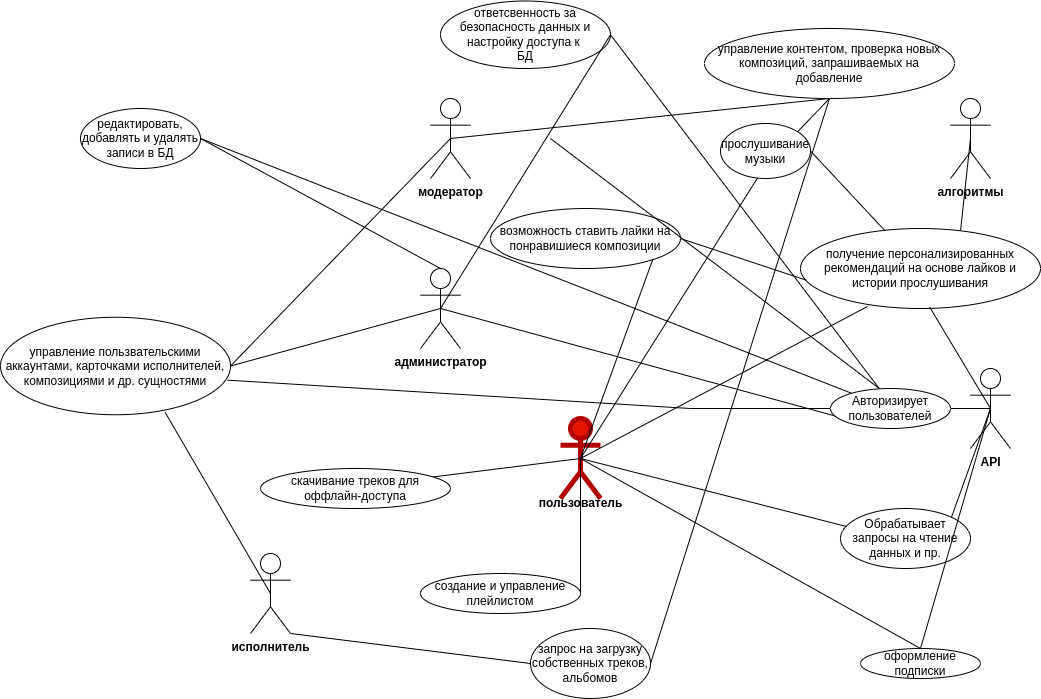 ответсвенность за
безопасность данных и
настройку доступа к
БД
управление контентом, проверка новых
композиций, запрашиваемых на
добавление
редактировать,
добавлять и удалять
записи в БД
прослушивание
музыки
модератор
алгоритмы
возможность ставить лайки на
понравишиеся композиции
получение персонализированных
рекомендаций на основе лайков и
истории прослушивания
администратор
управление пользвательскими
аккаунтами, карточками исполнителей,
композициями и др. сущностями
Авторизирует
пользователей
API
скачивание треков для
оффлайн-доступа
пользователь
Обрабатывает
запросы на чтение
данных и пр.
создание и управление
плейлистом
исполнитель
запрос на загрузку
собственных треков,
альбомов
оформление
подписки